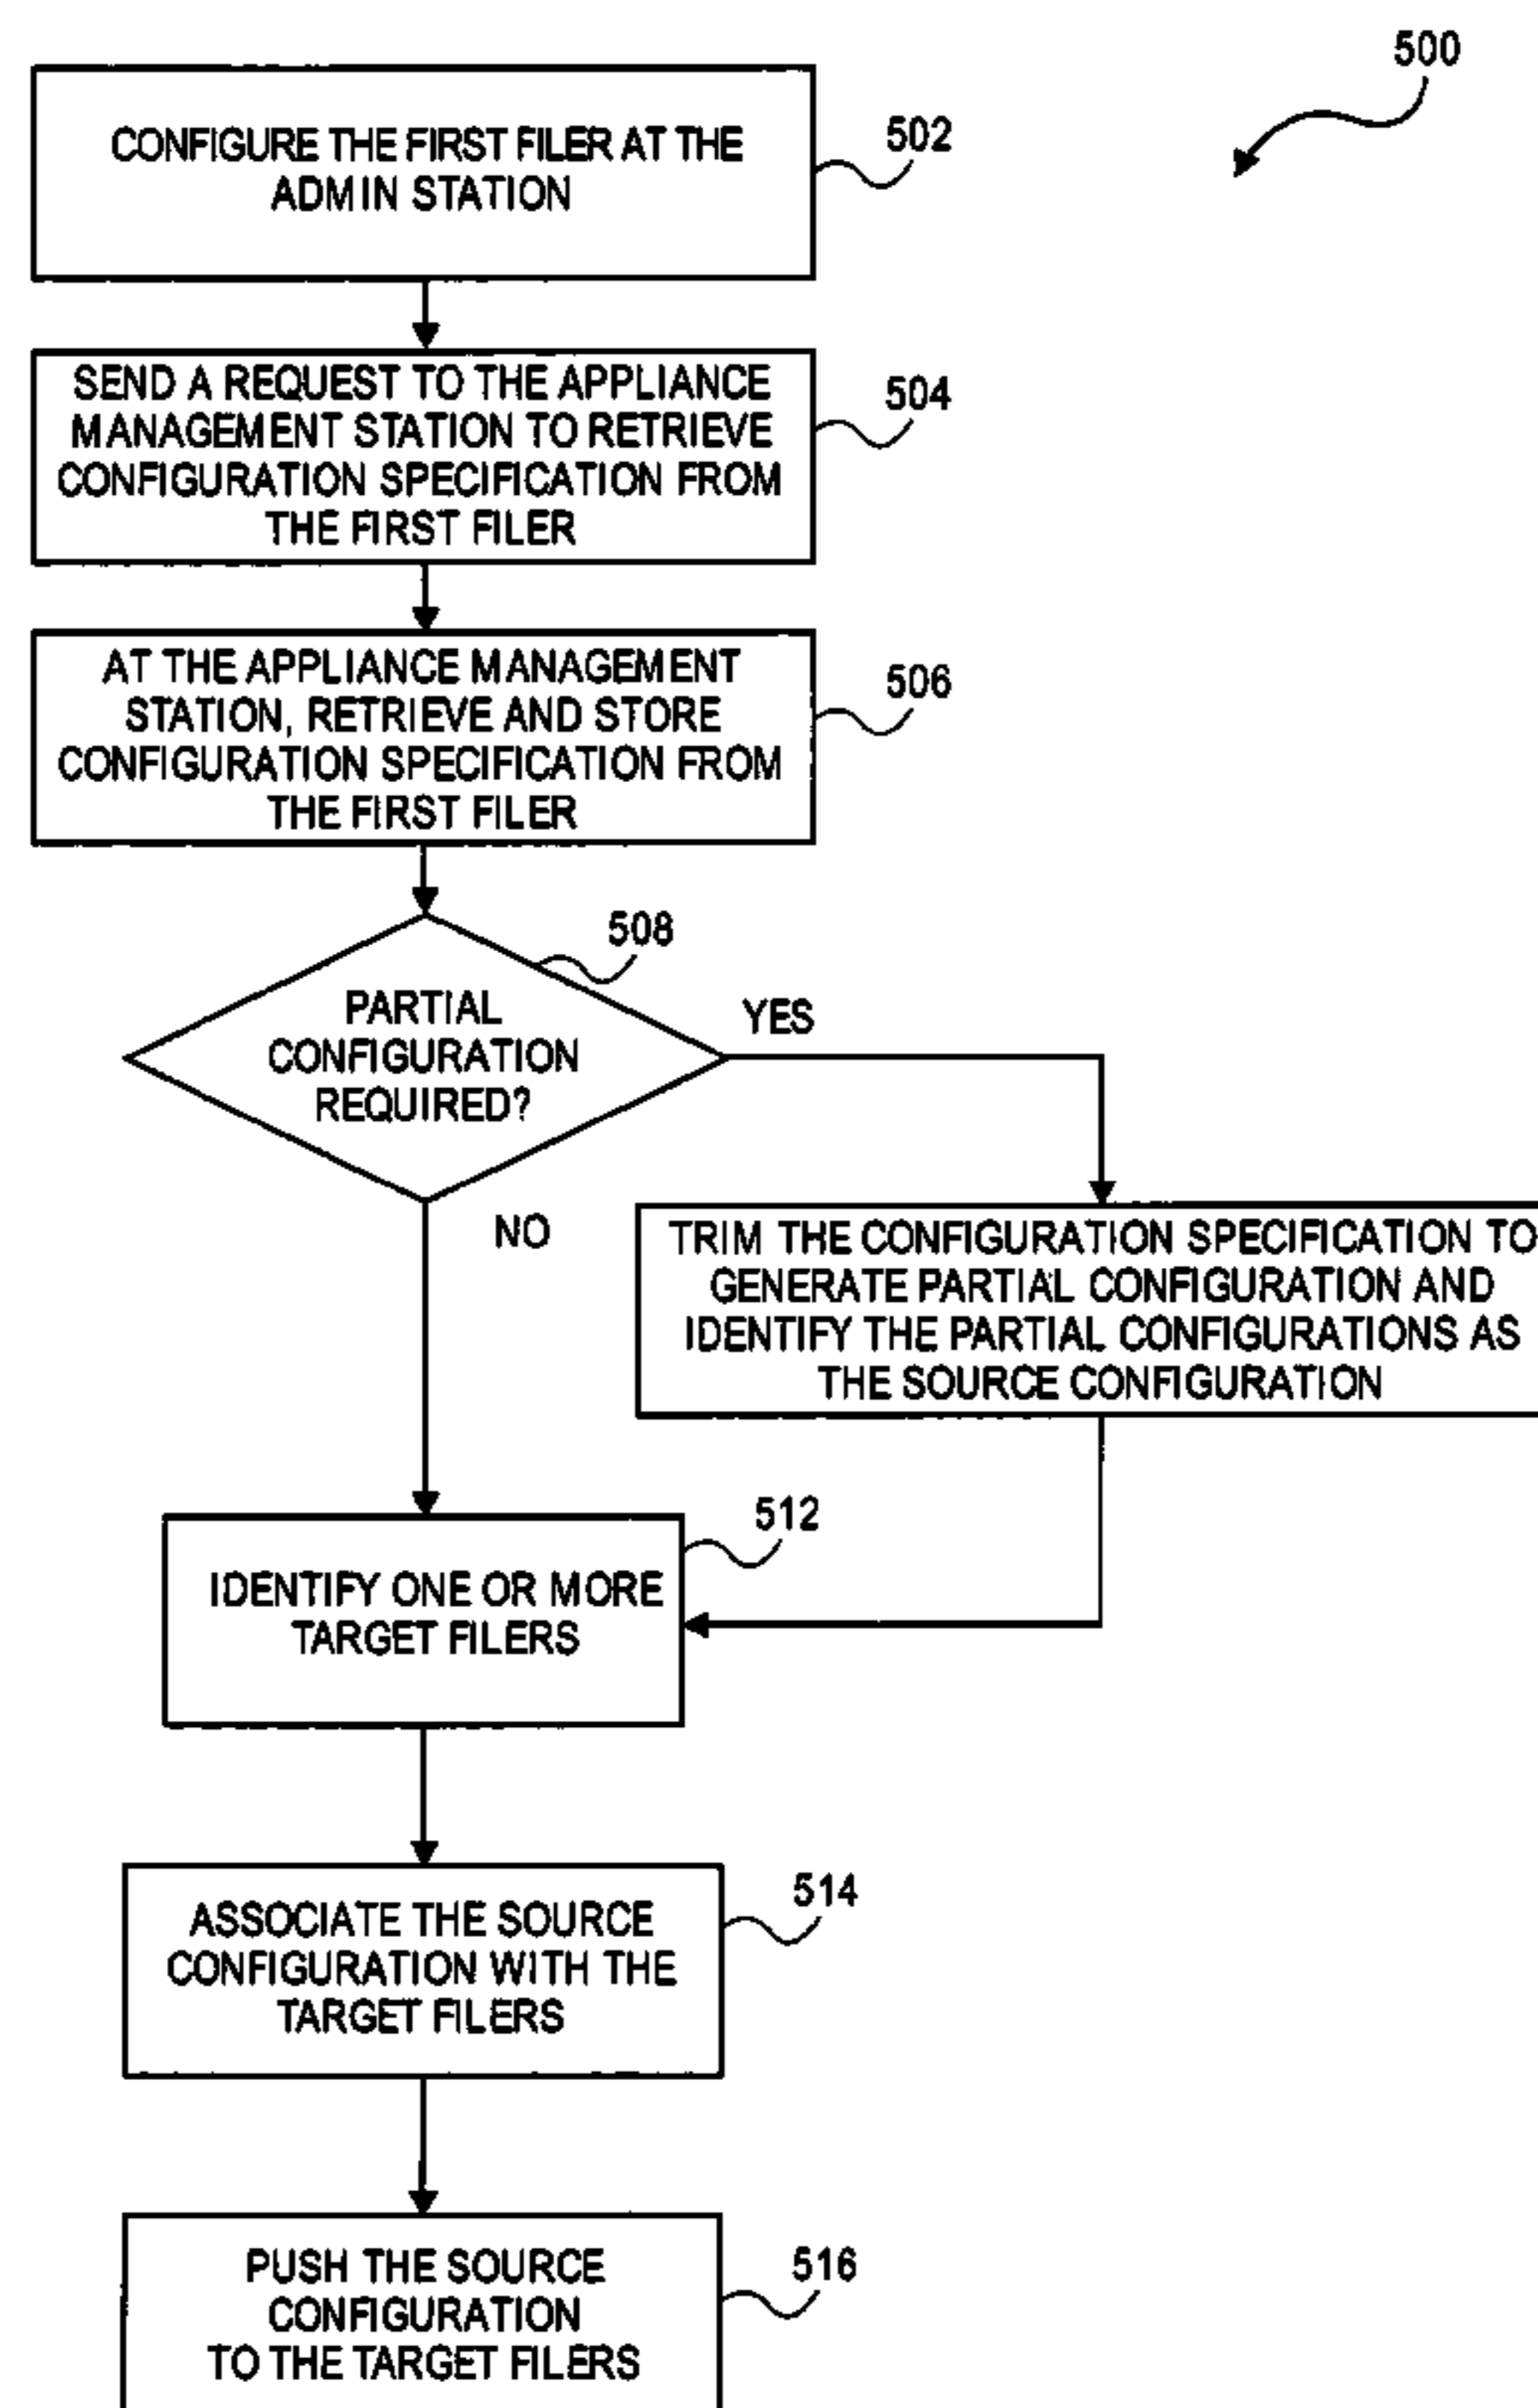 500
CONFIGURE THE FIRST FILER AT THE
ADMIN STATION
502
SEND A REQUEST TO THE APPLIANCE
MANAGEMENT STATION TO RETRIEVE
CONFIGURATION SPECIFICATION FROM
THE FIRST FILER
504
AT THE APPLIANCE MANAGEMENT
STATION, RETRIEVE AND STORE
CONFIGURATION SPECIFICATION FROM
THE FIRST FILER
506
508
PARTIAL
CONFIGURATION
REQUIRED?
YES
NO
TRIM THE CONFIGURATION SPECIFICATION TO
GENERATE PARTIAL CONFIGURATION AND
IDENTIFY THE PARTIAL CONFIGURATIONS AS
THE SOURCE CONFIGURATION
512
IDENTIFY ONE OR MORE
TARGET FILERS
514
ASSOCIATE THE SOURCE
CONFIGURATION WITH THE
TARGET FILERS
516
PUSH THE SOURCE
CONFIGURATION
TO THE TARGET FILERS